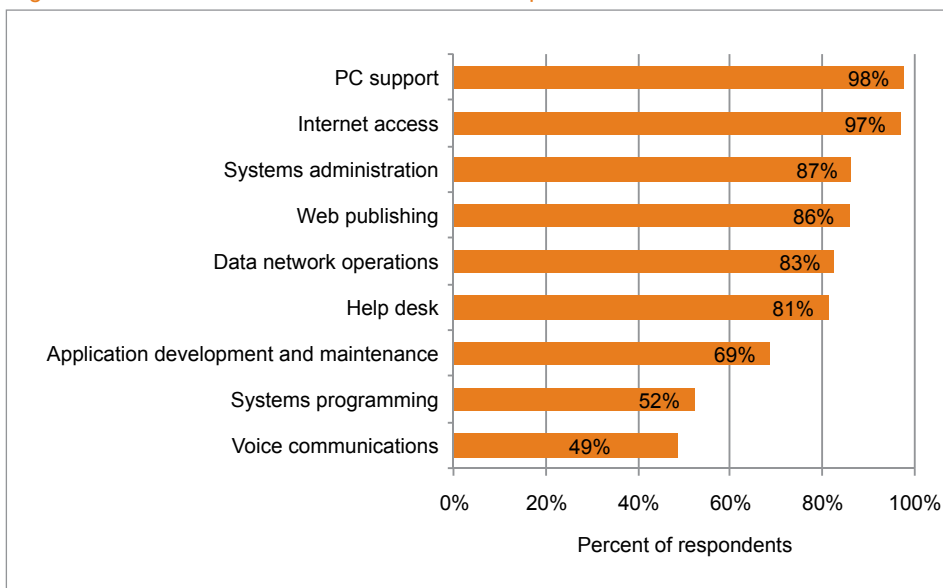 PC support 98%
Internet access 97%
Systems administration 87%
Web publishing 86%
Data network operations 83%
Help desk 81%
Application development and maintenance 69%
Systems programming 52%
Voice communications 49%
0% 20% 40% 60% 80% 100%
Percent of respondents